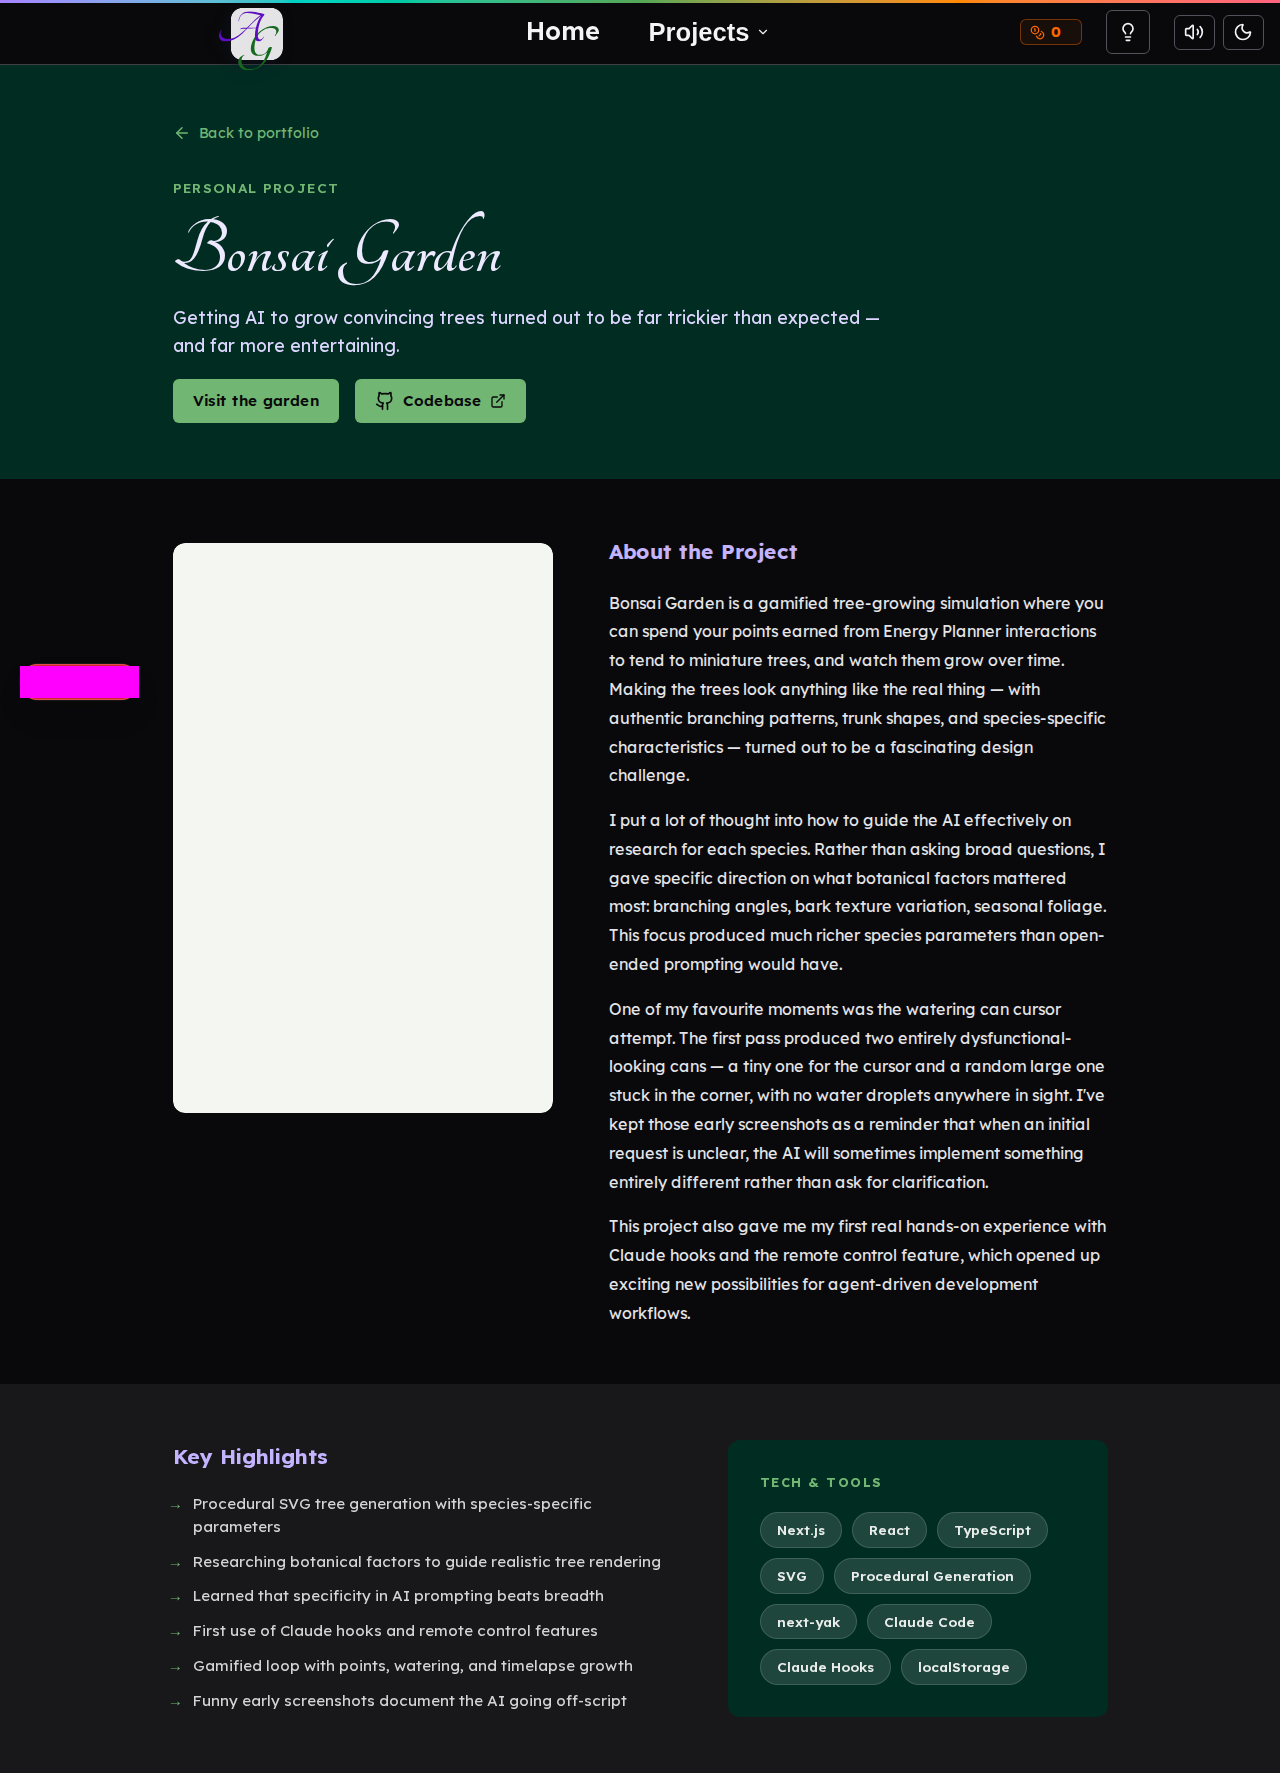 AG
Home
Projects
0
Back to portfolio
PERSONAL PROJECT
Bonsai Garden
Getting AI to grow convincing trees turned out to be far trickier than expected —
and far more entertaining.
Visit the garden
Codebase
About the Project
Bonsai Garden is a gamified tree-growing simulation where you
can spend your points earned from Energy Planner interactions
to tend to miniature trees, and watch them grow over time.
Making the trees look anything like the real thing — with
authentic branching patterns, trunk shapes, and species-specific
characteristics — turned out to be a fascinating design
challenge.
I put a lot of thought into how to guide the AI effectively on
research for each species. Rather than asking broad questions, I
gave specific direction on what botanical factors mattered
most: branching angles, bark texture variation, seasonal foliage.
This focus produced much richer species parameters than open-
ended prompting would have.
One of my favourite moments was the watering can cursor
attempt. The first pass produced two entirely dysfunctional-
looking cans — a tiny one for the cursor and a random large one
stuck in the corner, with no water droplets anywhere in sight. I've
kept those early screenshots as a reminder that when an initial
request is unclear, the AI will sometimes implement something
entirely different rather than ask for clarification.
This project also gave me my first real hands-on experience with
Claude hooks and the remote control feature, which opened up
exciting new possibilities for agent-driven development
workflows.
Key Highlights
→ Procedural SVG tree generation with species-specific
parameters
→ Researching botanical factors to guide realistic tree rendering
→ Learned that specificity in AI prompting beats breadth
→ First use of Claude hooks and remote control features
→ Gamified loop with points, watering, and timelapse growth
→ Funny early screenshots document the AI going off-script
TECH & TOOLS
Next.js
React
TypeScript
SVG
Procedural Generation
next-yak
Claude Code
Claude Hooks
localStorage